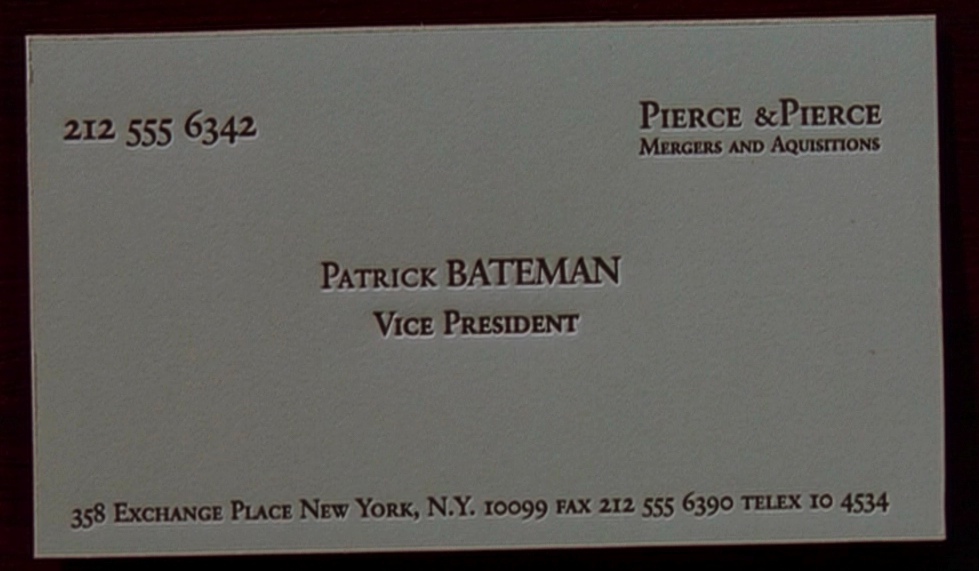 212 555 6342
PIERCE &PIERCE
MERGERS AND AQUISITIONS
PATRICK BATEMAN
VICE PRESIDENT
358 EXCHANGE PLACE NEW YORK, N.Y. 10099 FAX 212 555 6390 TELEX 10 4534